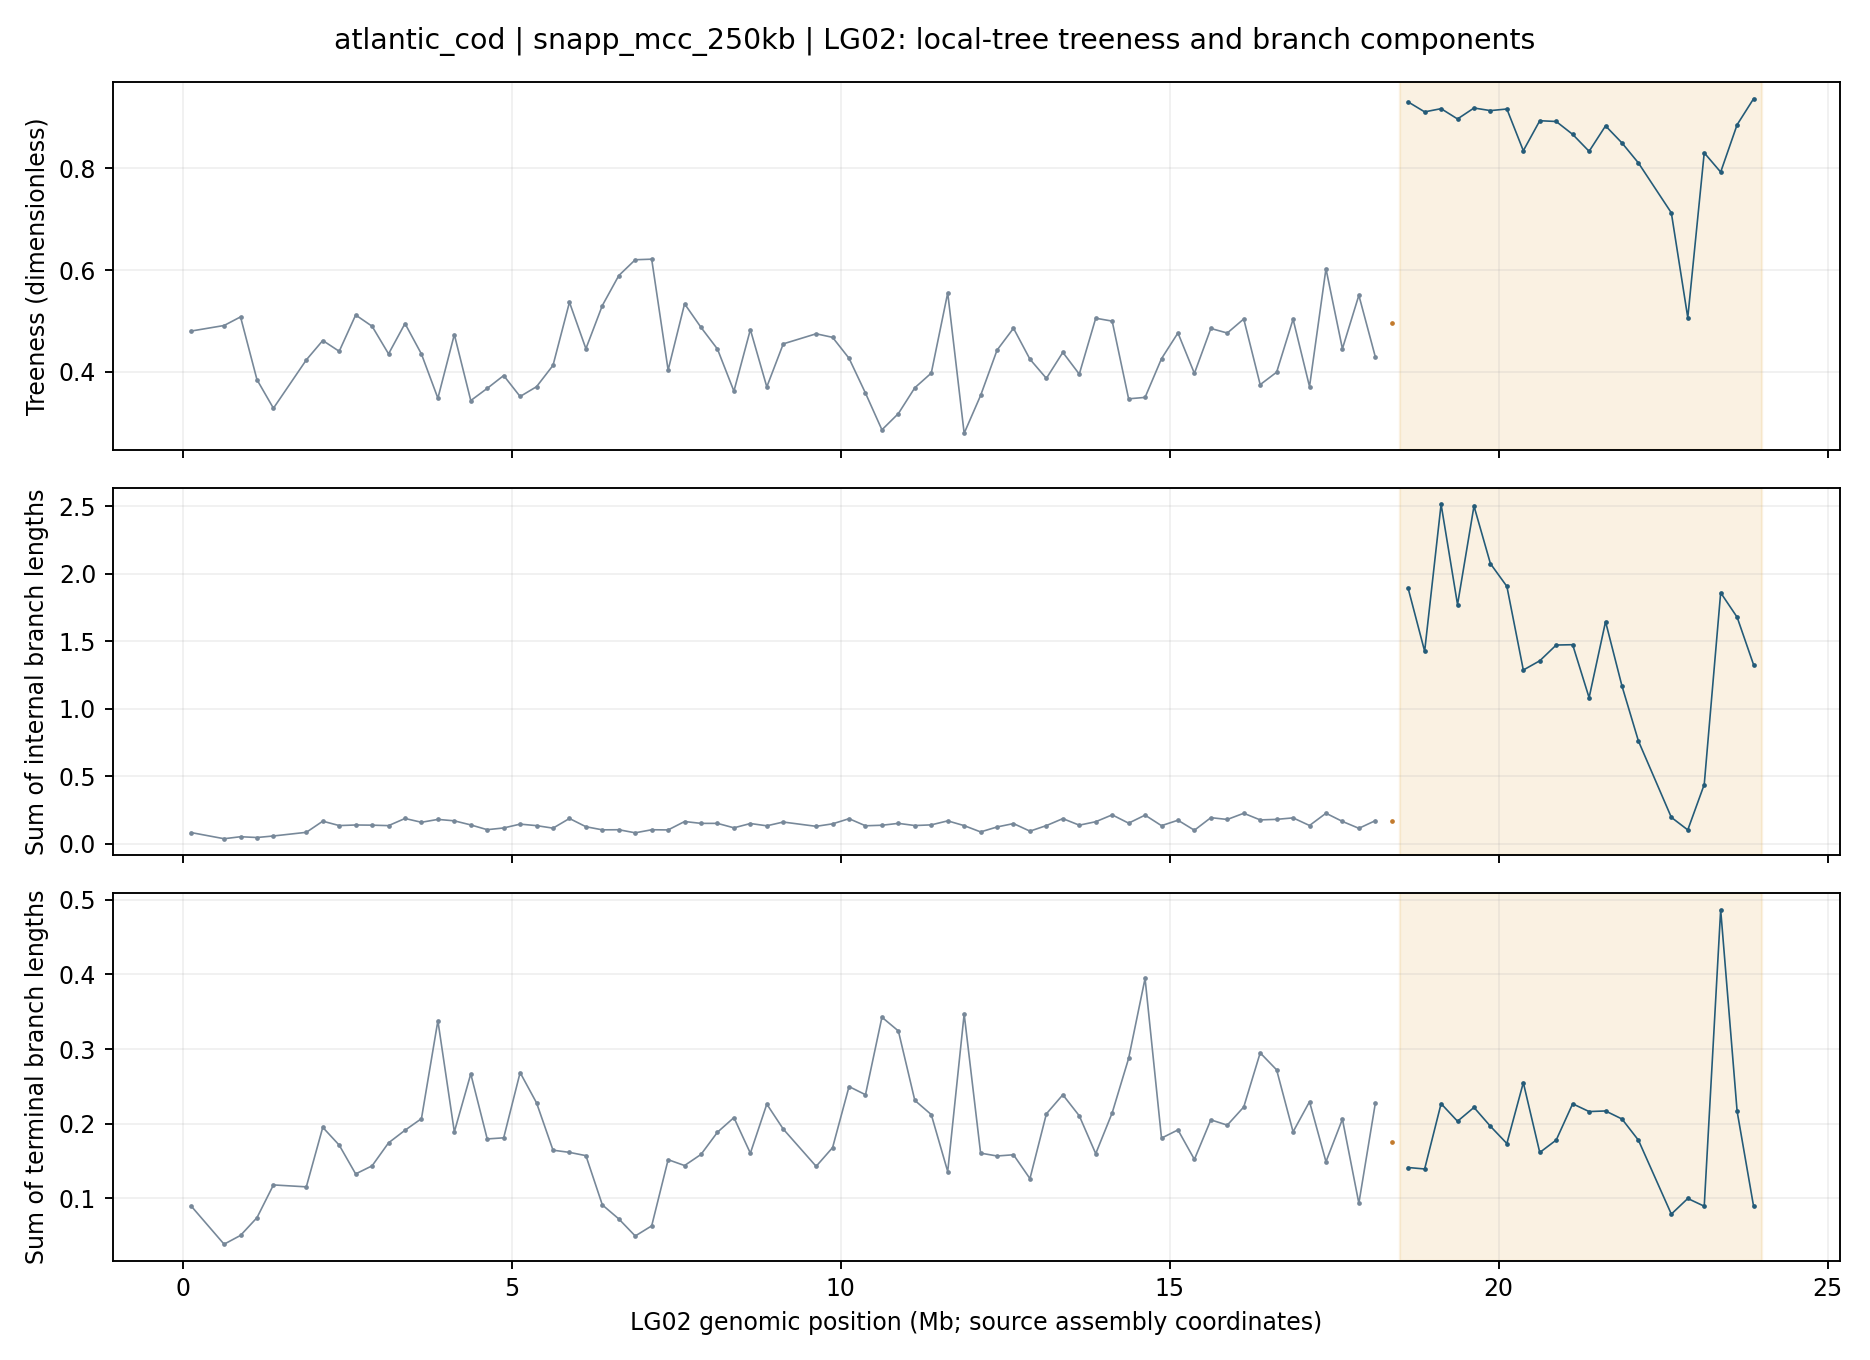 atlantic_cod | snapp_mcc_250kb | LG02: local-tree treeness and branch components
Treeness (dimensionless)
0.8
0.6
0.4
Sum of internal branch lengths
2.5
2.0
1.5
1.0
0.5
0.0
Sum of terminal branch lengths
0.5
0.4
0.3
0.2
0.1
0 5 10 15 20 25
LG02 genomic position (Mb; source assembly coordinates)